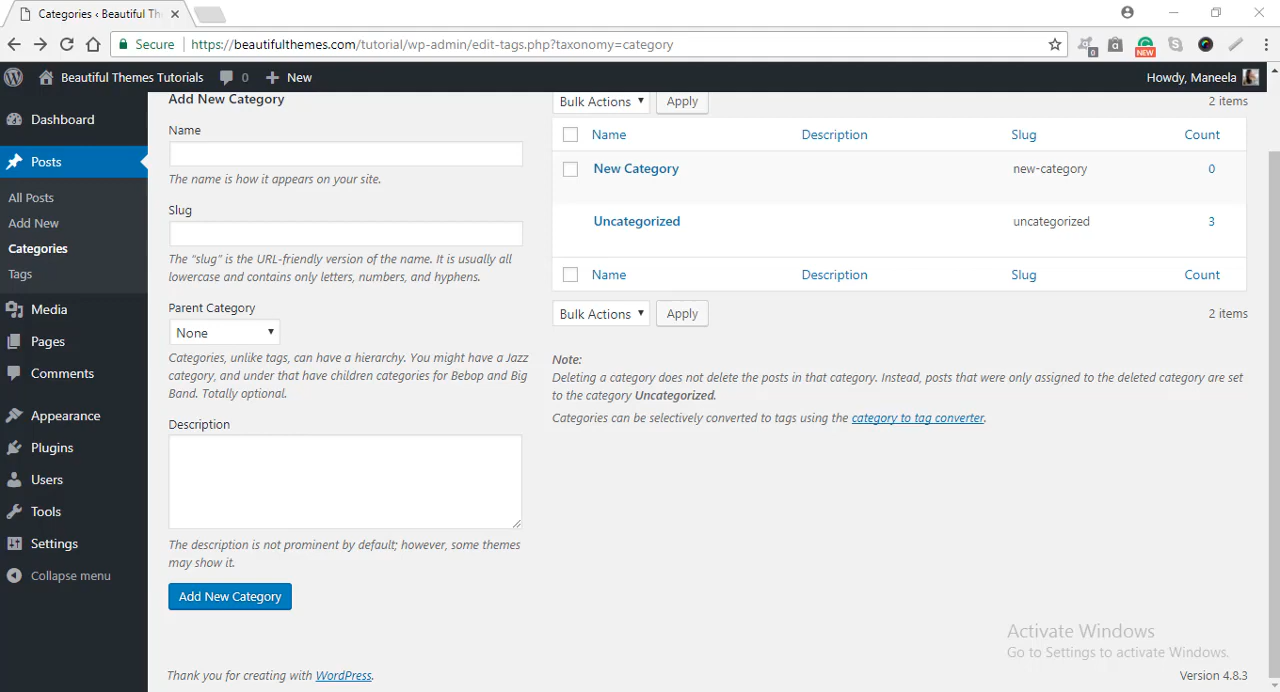 Categories ‹ Beautiful Th
Secure https://beautifulthemes.com/tutorial/wp-admin/edit-tags.php?taxonomy=category
0
a
NEW
Beautiful Themes Tutorials 0 New Howdy, Maneela
Dashboard
Posts
All Posts
Add New
Categories
Tags
Media
Pages
Comments
Appearance
Plugins
Users
Tools
Settings
Collapse menu
Add New Category
Name
The name is how it appears on your site.
Slug
The “slug” is the URL-friendly version of the name. It is usually all
lowercase and contains only letters, numbers, and hyphens.
Parent Category
None
Categories, unlike tags, can have a hierarchy. You might have a Jazz
category, and under that have children categories for Bebop and Big
Band. Totally optional.
Description
The description is not prominent by default; however, some themes
may show it.
Add New Category
Bulk Actions Apply 2 items
Name Description Slug Count
New Category new-category 0
Uncategorized uncategorized 3
Name Description Slug Count
Bulk Actions Apply 2 items
Note:
Deleting a category does not delete the posts in that category. Instead, posts that were only assigned to the deleted category are set
to the category Uncategorized.
Categories can be selectively converted to tags using the category to tag converter.
Activate Windows
Go to Settings to activate Windows.
Thank you for creating with WordPress. Version 4.8.3